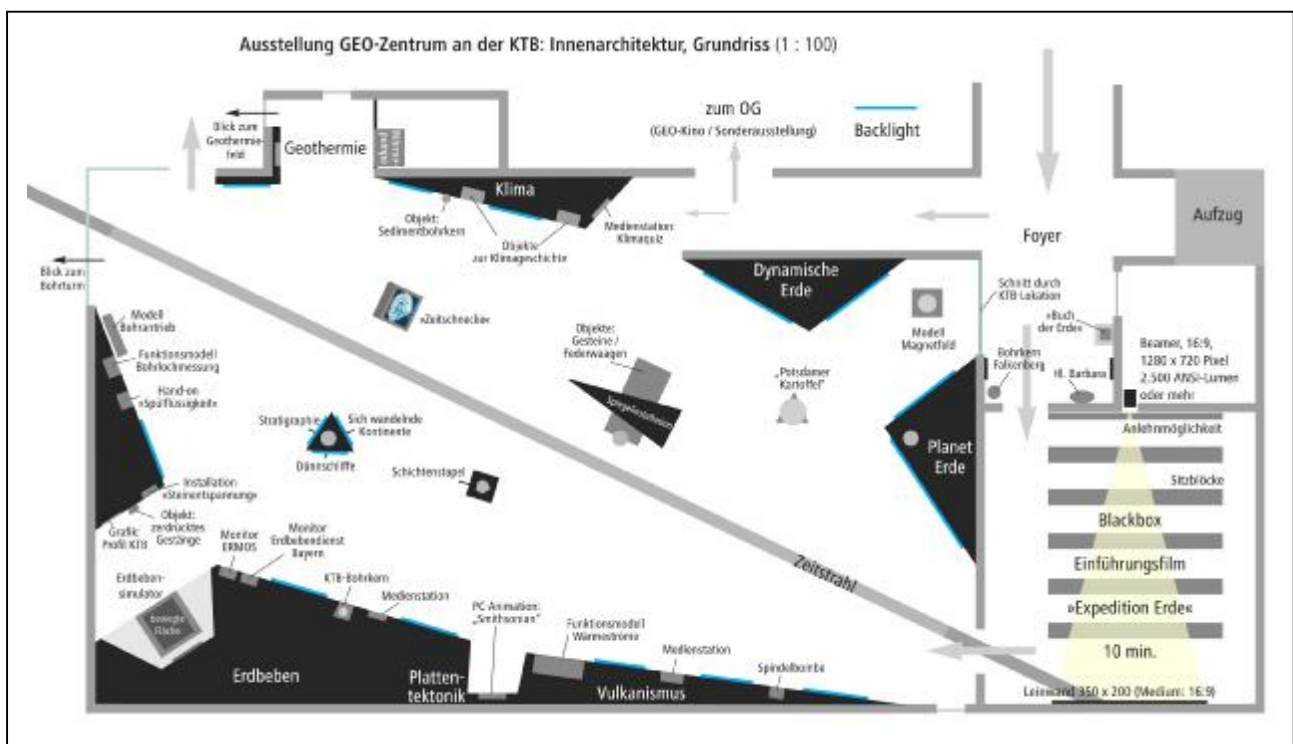 Ausstellung GEO-Zentrum an der KTB: Innenarchitektur, Grundriss (1 : 100)
zum OG
(GEO-Kino / Sonderausstellung)
Backlight
Blick zum
Geothermie-
feld
Geothermie
Klima
Objekt:
Sedimentbohrkern
Objekte
zur Klimageschichte
Medienstation:
Klimaquiz
Foyer
Aufzug
Blick zum
Bohrturm
Dynamische
Erde
Schnitt durch
KTB-Lokation
»Zeitschnecke«
Modell
Magnetfeld
»Buch
der Erde«
Modell
Bohrantrieb
Funktionsmodell
Bohrlochmessung
Hand-on
»Spülflüssigkeit«
Objekte:
Gesteine /
Federwaagen
Bohrkern
Falkenberg
Hl. Barbara
Beamer, 16:9,
1280 x 720 Pixel
2.500 ANSI-Lumen
oder mehr
„Potsdamer
Kartoffel“
Stratigraphie
Sich wandelnde
Kontinente
Dünnschliffe
Anlehnmöglichkeit
Planet
Erde
Schichtenstapel
Sitzblöcke
Installation
»Steinentspannung«
Objekt:
zerdrücktes
Gestänge
Grafik:
Profil KTB
Blackbox
Monitor
ERMOS
Monitor
Erdbebendienst
Bayern
Zeitstrahl
Einführungsfilm
Erdbeben-
simulator
bewegte
Fläche
KTB-Bohrkern
Medienstation
PC-Animation:
„Smithsonian“
Funktionsmodell
Wärmeströme
»Expedition Erde«
Medienstation
Spindelbombe
10 min.
Erdbeben
Platten-
tektonik
Vulkanismus
Leinwand 350 x 200 (Medium: 16:9)